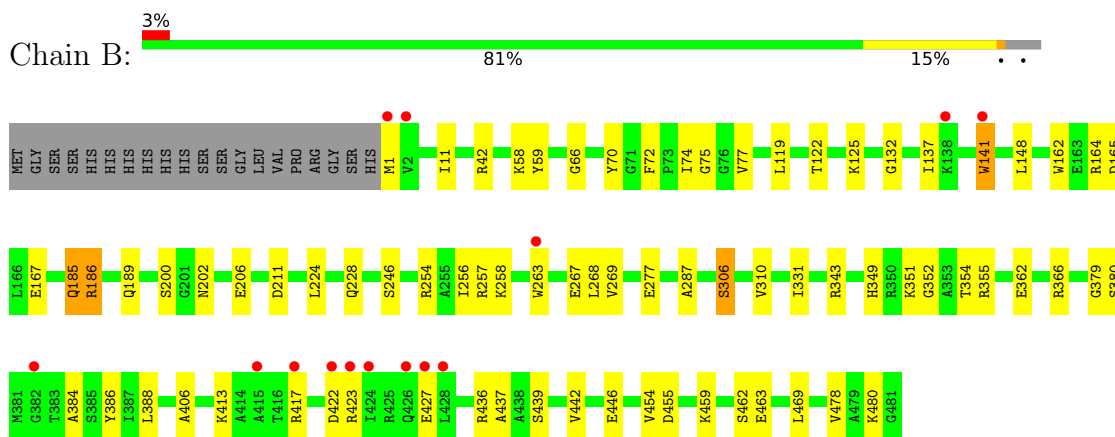 3%
Chain B:
81% 15% • •
MET GLY SER SER HIS HIS HIS HIS HIS HIS SER SER GLY LEU VAL PRO ARG GLY SER HIS M1 V2 I11 R42 K58 Y59 G66 Y70 G71 F72 P73 I74 G75 G76 V77 L119 T122 K125 G132 I137 K138 W141 L148 W162 E163 R164 D165
L166 E167 Q185 R186 Q189 S200 G201 N202 E206 D211 L224 Q228 S246 R254 A255 I256 R257 K258 W263 E267 L268 V269 E277 A287 S306 V310 I331 R343 H349 R350 K351 G352 A353 T354 R355 E362 R366 G379 S380
M381 G382 T383 A384 S385 Y386 I387 L388 A406 K413 A414 A415 T416 R417 D422 R423 I424 R425 Q426 E427 L428 R436 A437 A438 S439 V442 E446 V454 D455 K459 S462 E463 L469 V478 A479 K480 G481